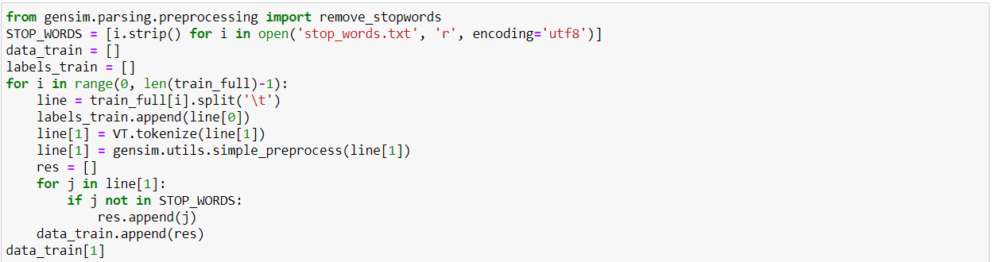 from gensim.parsing.preprocessing import remove_stopwords
STOP_WORDS = [i.strip() for i in open('stop_words.txt', 'r', encoding='utf8')]
data_train = []
labels_train = []
for i in range(0, len(train_full)-1):
    line = train_full[i].split('\t')
    labels_train.append(line[0])
    line[1] = VT.tokenize(line[1])
    line[1] = gensim.utils.simple_preprocess(line[1])
    res = []
    for j in line[1]:
        if j not in STOP_WORDS:
            res.append(j)
    data_train.append(res)
data_train[1]